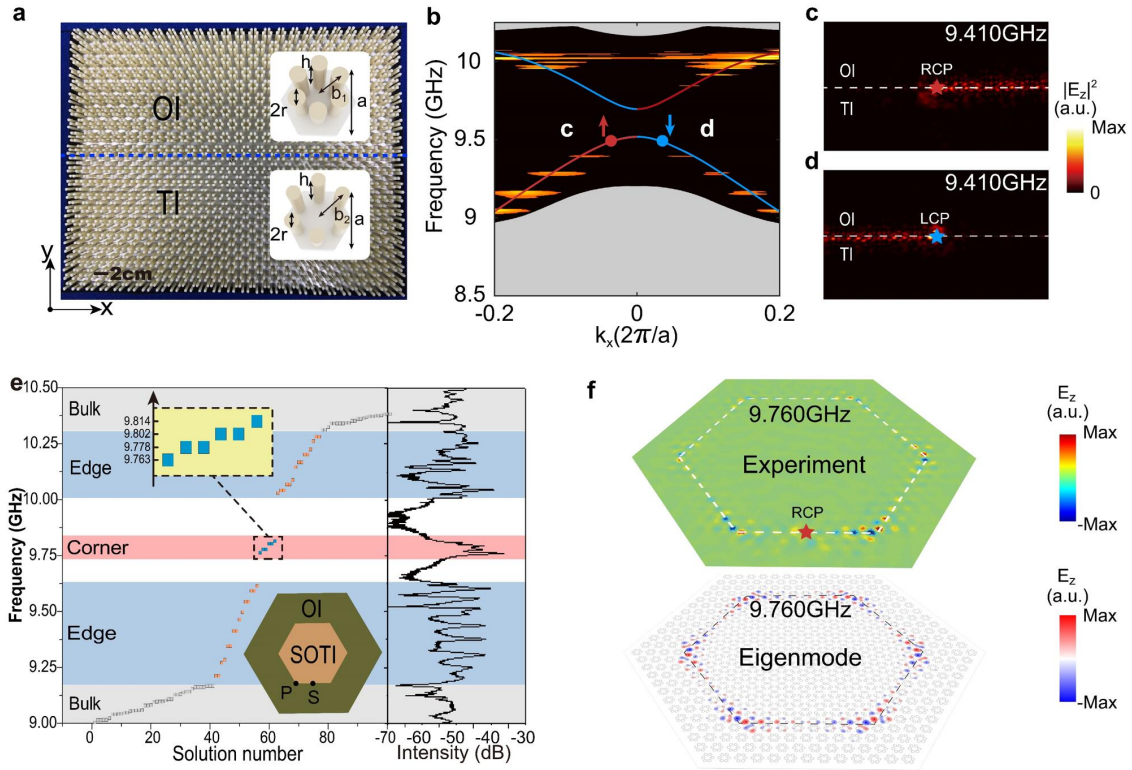 a
OI
TI
2cm
y
x
h
2r
b1
a
h
2r
b2
a
b
Frequency (GHz)
10
9.5
9
8.5
c
d
-0.2
0
0.2
kx(2π/a)
c
9.410GHz
OI
RCP
TI
d
9.410GHz
OI
LCP
TI
|Ez|²
(a.u.)
Max
0
e
Frequency (GHz)
10.50
10.25
10.00
9.75
9.50
9.25
9.00
Bulk
Edge
Corner
Edge
Bulk
9.814
9.802
9.778
9.763
OI
SOTI
P
S
0
20
40
60
80
Solution number
-70
-60
-50
-40
-30
Intensity (dB)
f
9.760GHz
Experiment
RCP
Ez
(a.u.)
Max
-Max
9.760GHz
Eigenmode
Ez
(a.u.)
Max
-Max